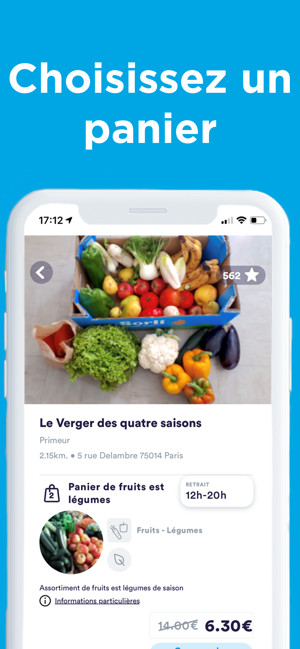 Choisissez un
panier
17:12
562
Sorli
Le Verger des quatre saisons
Primeur
2.15km. • 5 rue Delambre 75014 Paris
2
Panier de fruits est
légumes
RETRAIT
12h-20h
Fruits - Légumes
Assortiment de fruits est légumes de saison
Informations particulières
14.00€ 6.30€